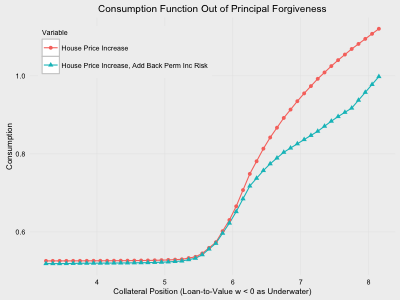 Consumption Function Out of Principal Forgiveness
Variable
House Price Increase
House Price Increase, Add Back Perm Inc Risk
Consumption
1.0
0.8
0.6
4 5 6 7 8
Collateral Position (Loan-to-Value w < 0 as Underwater)